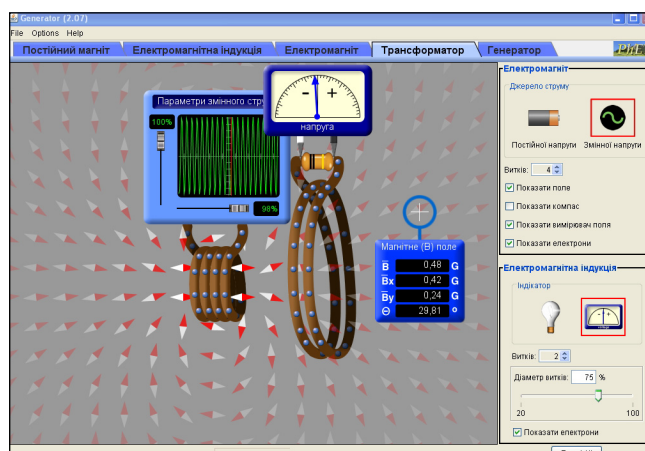 Generator (2.07)
File Options Help
Постійний магніт Електромагнітна індукція Електромагніт Трансформатор Генератор
Електромагніт
Джерело струму
Постійної напруги Змінної напруги
Витків: 4
Показати поле
Показати компас
Показати вимірювач поля
Показати електрони
Електромагнітна індукція
Індікатор
Витків: 2
Діаметр витків: 75 %
20 100
Показати електрони
Параметри змінного стру
100%
98%
- +
напруга
Магнітне (B) поле
B 0,48 G
Bx 0,42 G
By 0,24 G
Θ 29,81 º